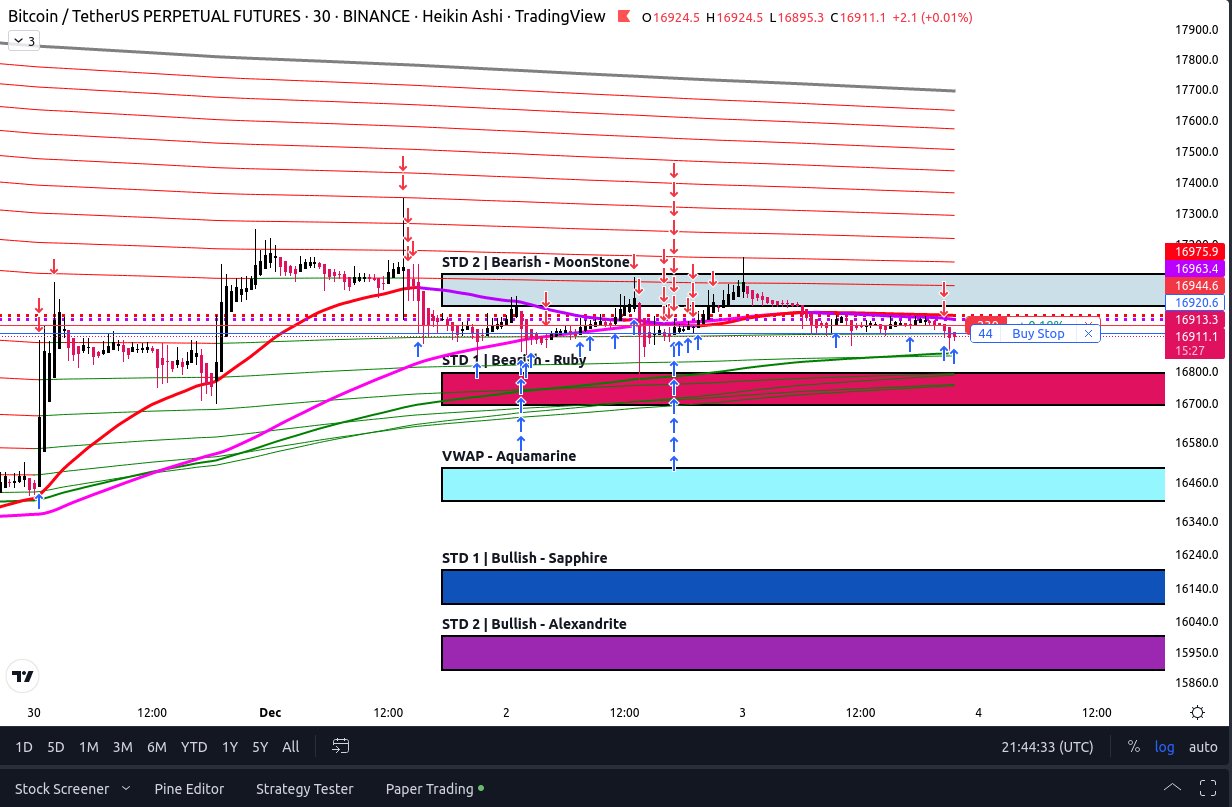 Bitcoin / TetherUS PERPETUAL FUTURES · 30 · BINANCE · Heikin Ashi · TradingView O16924.5 H16924.5 L16895.3 C16911.1 +2.1 (+0.01%)
3
17900.0
17800.0
17700.0
17600.0
17500.0
17400.0
17300.0
16975.9
STD 2 | Bearish - MoonStone
16963.4
16944.6
16920.6
16913.3
44 Buy Stop ×
16911.1
15:27
STD 1 | Bearish - Ruby
16800.0
16700.0
16580.0
VWAP - Aquamarine
16460.0
16340.0
16240.0
STD 1 | Bullish - Sapphire
16140.0
16040.0
STD 2 | Bullish - Alexandrite
15950.0
15860.0
30 12:00 Dec 12:00 2 12:00 3 12:00 4 12:00
1D 5D 1M 3M 6M YTD 1Y 5Y All 21:44:33 (UTC) % log auto
Stock Screener Pine Editor Strategy Tester Paper Trading